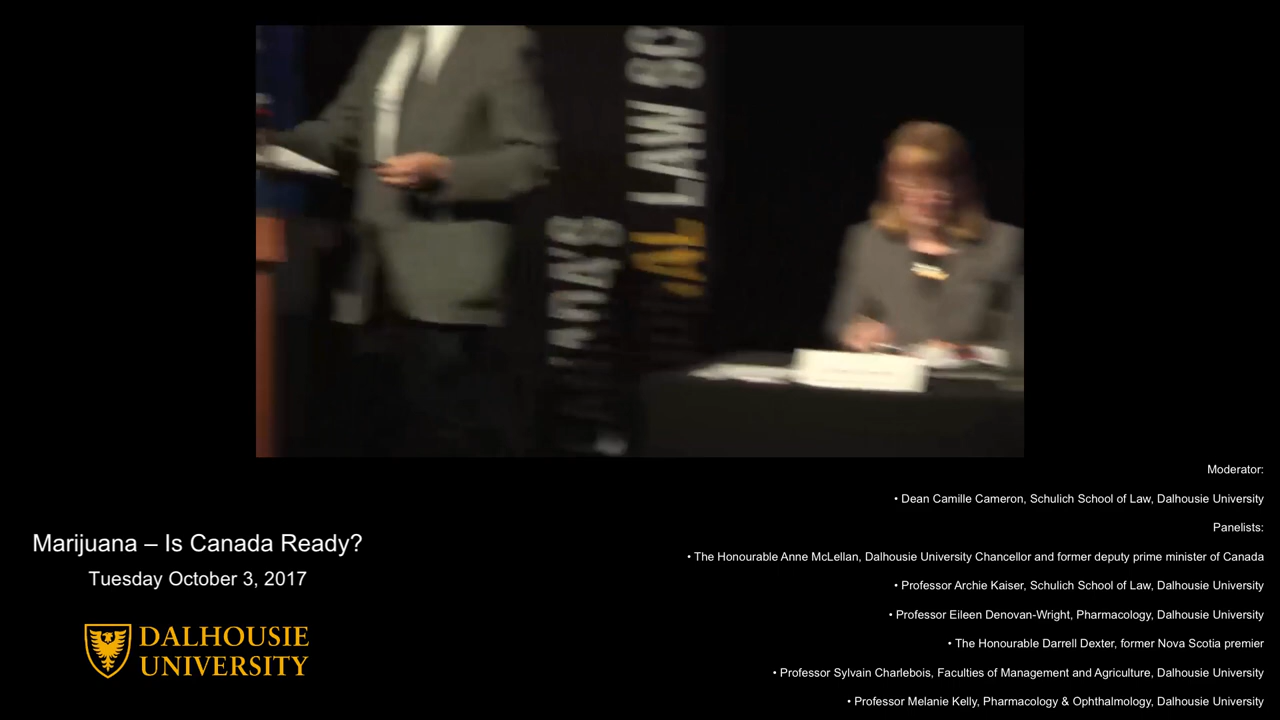 LAW SC
AL
Marijuana – Is Canada Ready?
Tuesday October 3, 2017
DALHOUSIE
UNIVERSITY
Moderator:
• Dean Camille Cameron, Schulich School of Law, Dalhousie University
Panelists:
• The Honourable Anne McLellan, Dalhousie University Chancellor and former deputy prime minister of Canada
• Professor Archie Kaiser, Schulich School of Law, Dalhousie University
• Professor Eileen Denovan-Wright, Pharmacology, Dalhousie University
• The Honourable Darrell Dexter, former Nova Scotia premier
• Professor Sylvain Charlebois, Faculties of Management and Agriculture, Dalhousie University
• Professor Melanie Kelly, Pharmacology & Ophthalmology, Dalhousie University